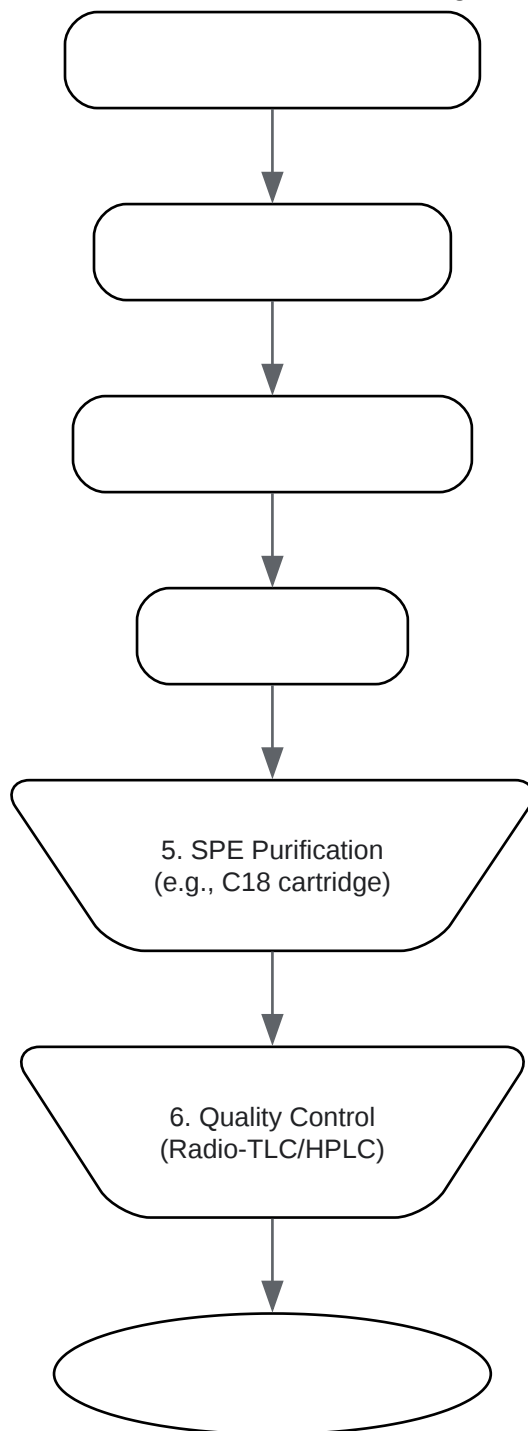 5. SPE Purification
(e.g., C18 cartridge)
6. Quality Control
(Radio-TLC/HPLC)